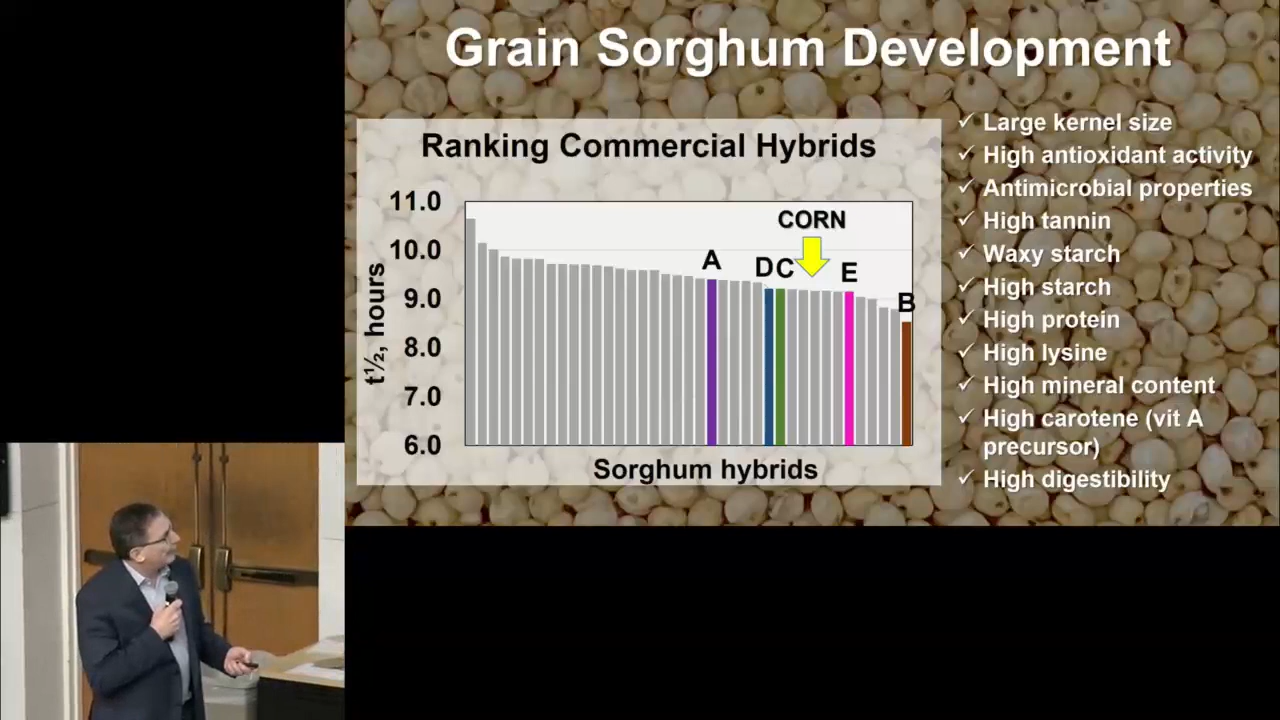 Grain Sorghum Development
Ranking Commercial Hybrids
t½, hours
11.0
10.0
9.0
8.0
7.0
6.0
A
D
C
CORN
E
B
Sorghum hybrids
✓ Large kernel size
✓ High antioxidant activity
✓ Antimicrobial properties
✓ High tannin
✓ Waxy starch
✓ High starch
✓ High protein
✓ High lysine
✓ High mineral content
✓ High carotene (vit A
precursor)
✓ High digestibility